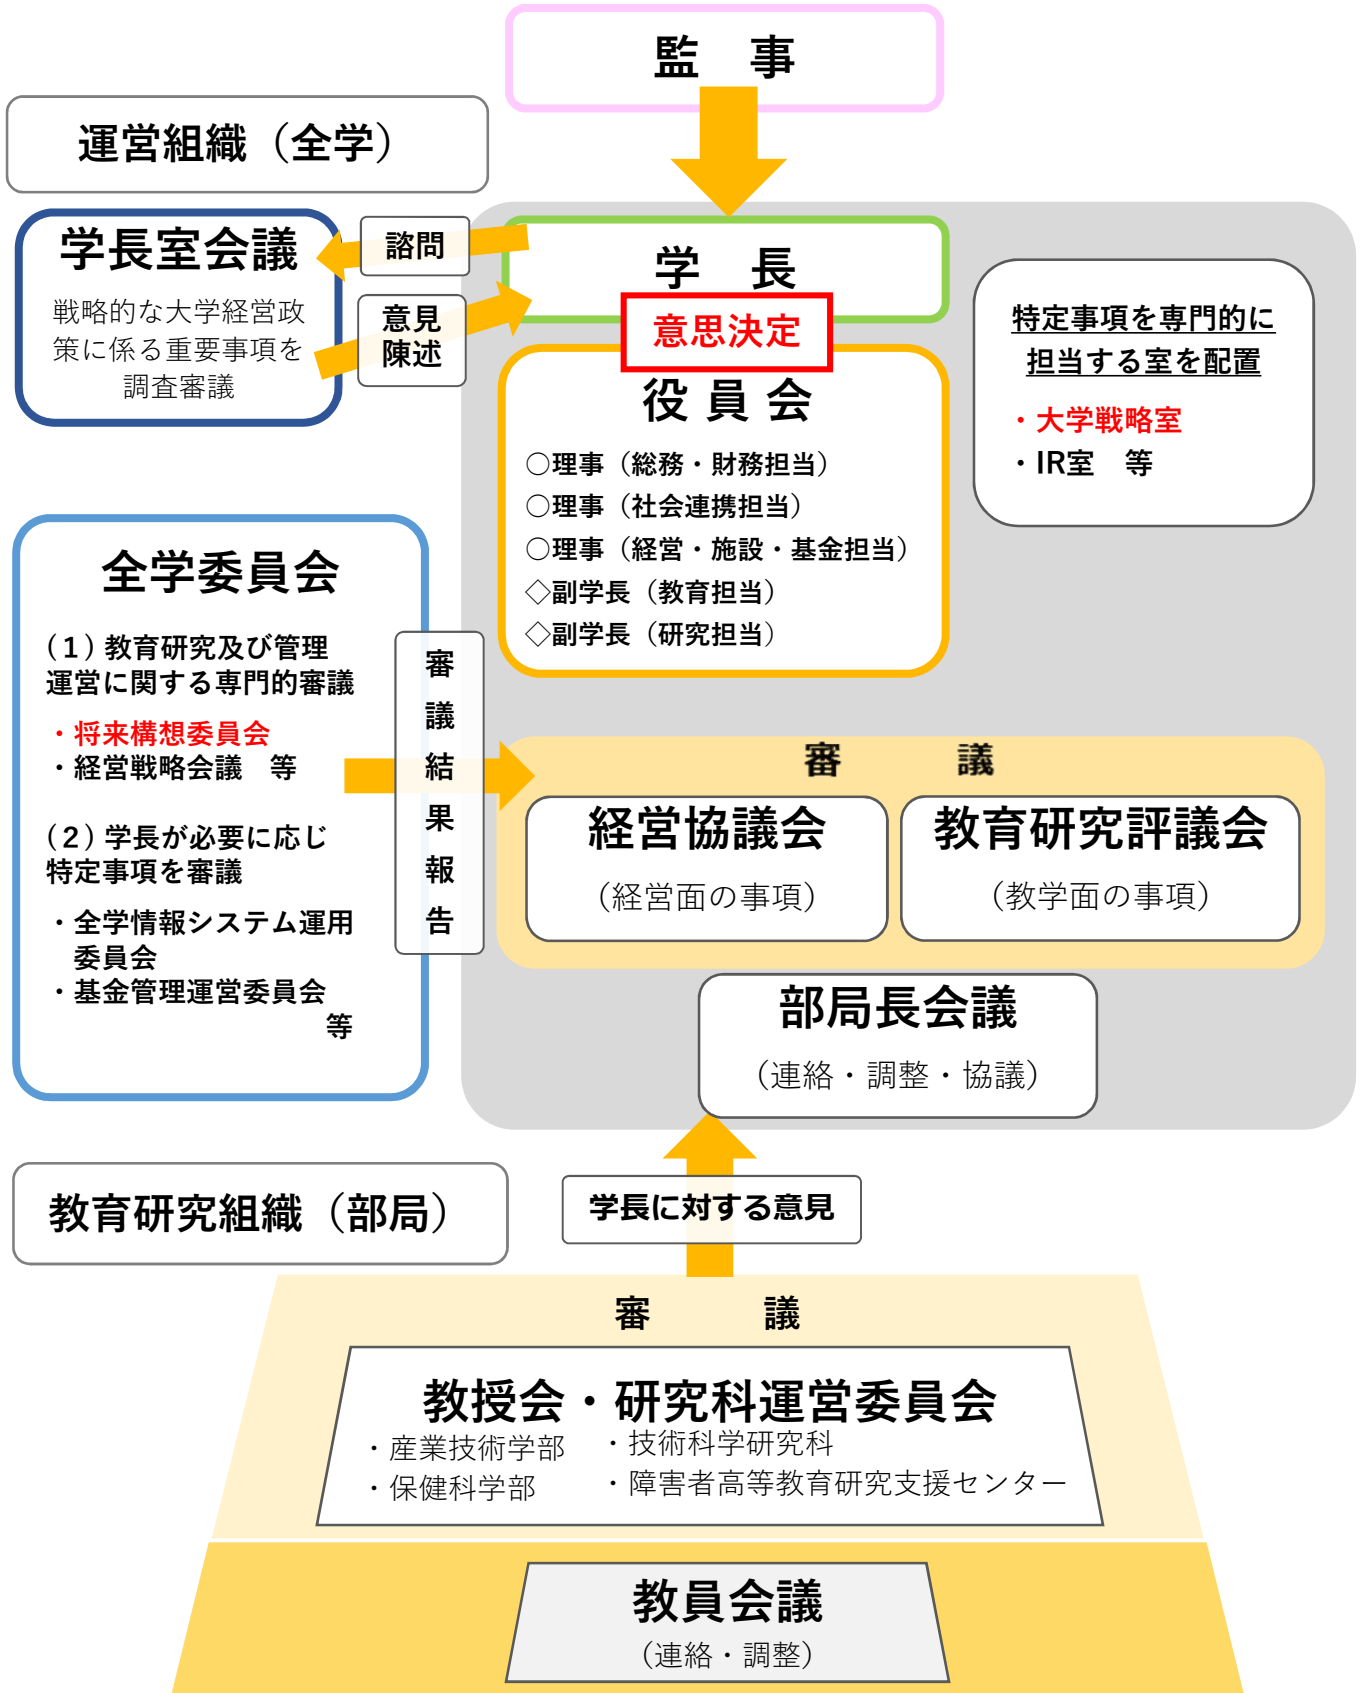 監　事
運営組織（全学）
学長室会議
戦略的な大学経営政
策に係る重要事項を
調査審議
諮問
意見
陳述
学　長
意思決定
役 員 会
○理事（総務・財務担当）
○理事（社会連携担当）
○理事（経営・施設・基金担当）
◇副学長（教育担当）
◇副学長（研究担当）
特定事項を専門的に
担当する室を配置
・大学戦略室
・IR室　等
全学委員会
(１) 教育研究及び管理
運営に関する専門的審議
・将来構想委員会
・経営戦略会議　等
(２) 学長が必要に応じ
特定事項を審議
・全学情報システム運用
委員会
・基金管理運営委員会
等
審議結果報告
審　　　議
経営協議会
（経営面の事項）
教育研究評議会
（教学面の事項）
部局長会議
（連絡・調整・協議）
教育研究組織（部局）
学長に対する意見
審　　　議
教授会・研究科運営委員会
・産業技術学部　・技術科学研究科
・保健科学部　・障害者高等教育研究支援センター
教員会議
（連絡・調整）